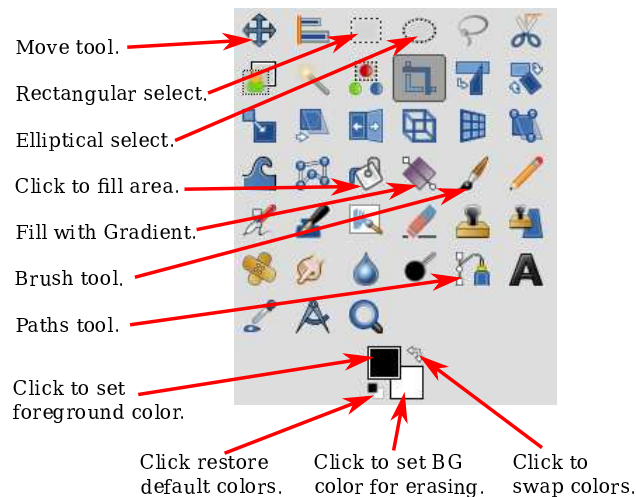 Move tool.
Rectangular select.
Elliptical select.
Click to fill area.
Fill with Gradient.
Brush tool.
Paths tool.
Click to set
foreground color.
Click restore
default colors.
Click to set BG
color for erasing.
Click to
swap colors.